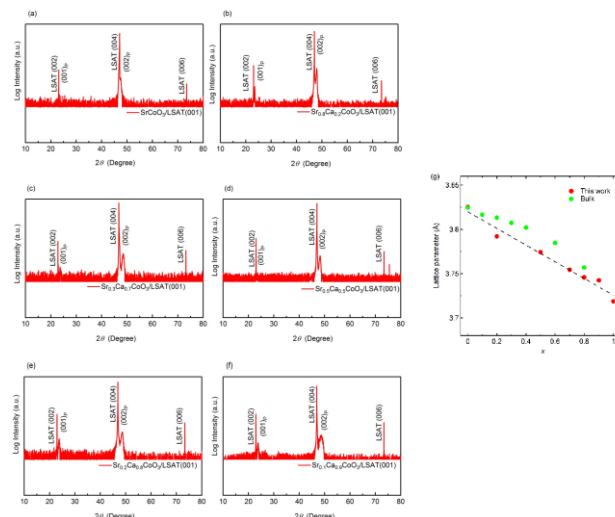 (a)
Log Intensity (a.u.)
LSAT (002)
(001)p
LSAT (004)
(002)p
LSAT (006)
SrCoO3/LSAT(001)
10 20 30 40 50 60 70 80
2θ (Degree)
(b)
Log Intensity (a.u.)
LSAT (002)
(001)p
LSAT (004)
(002)p
LSAT (006)
Sr0.8Ca0.2CoO3/LSAT(001)
10 20 30 40 50 60 70 80
2θ (Degree)
(c)
Log Intensity (a.u.)
LSAT (002)
(001)p
LSAT (004)
(002)p
LSAT (006)
Sr0.3Ca0.7CoO3/LSAT(001)
10 20 30 40 50 60 70 80
2θ (Degree)
(d)
Log Intensity (a.u.)
LSAT (002)
(001)p
LSAT (004)
(002)p
LSAT (006)
Sr0.5Ca0.5CoO3/LSAT(001)
10 20 30 40 50 60 70 80
2θ (Degree)
(e)
Log Intensity (a.u.)
LSAT (002)
(001)p
LSAT (004)
(002)p
LSAT (006)
Sr0.2Ca0.8CoO3/LSAT(001)
10 20 30 40 50 60 70 80
2θ (Degree)
(f)
Log Intensity (a.u.)
LSAT (002)
(001)p
LSAT (004)
(002)p
LSAT (006)
Sr0.1Ca0.9CoO3/LSAT(001)
10 20 30 40 50 60 70 80
2θ (Degree)
(g)
This work
Bulk
Lattice parameter (Å)
3.85
3.8
3.75
3.7
0 0.2 0.4 0.6 0.8 1
x